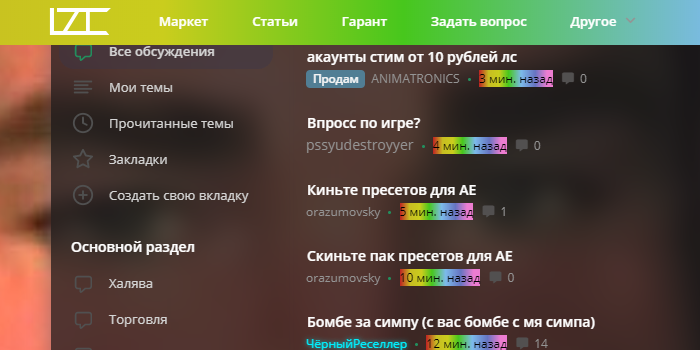 LZT Маркет Статьи Гарант Задать вопрос Другое
Все обсуждения
Мои темы
Прочитанные темы
Закладки
Создать свою вкладку
Основной раздел
Халява
Торговля
акаунты стим от 10 рублей лс
Продам ANIMATRONICS • 3 мин. назад 0
Впросс по игре?
pssyudestroyyer • 4 мин. назад 0
Киньте пресетов для АЕ
orazumovsky • 5 мин. назад 1
Скиньте пак пресетов для АЕ
orazumovsky • 10 мин. назад 0
Бомбе за симпу (с вас бомбе с мя симпа)
ЧёрныйРеселлер • 12 мин. назад 14